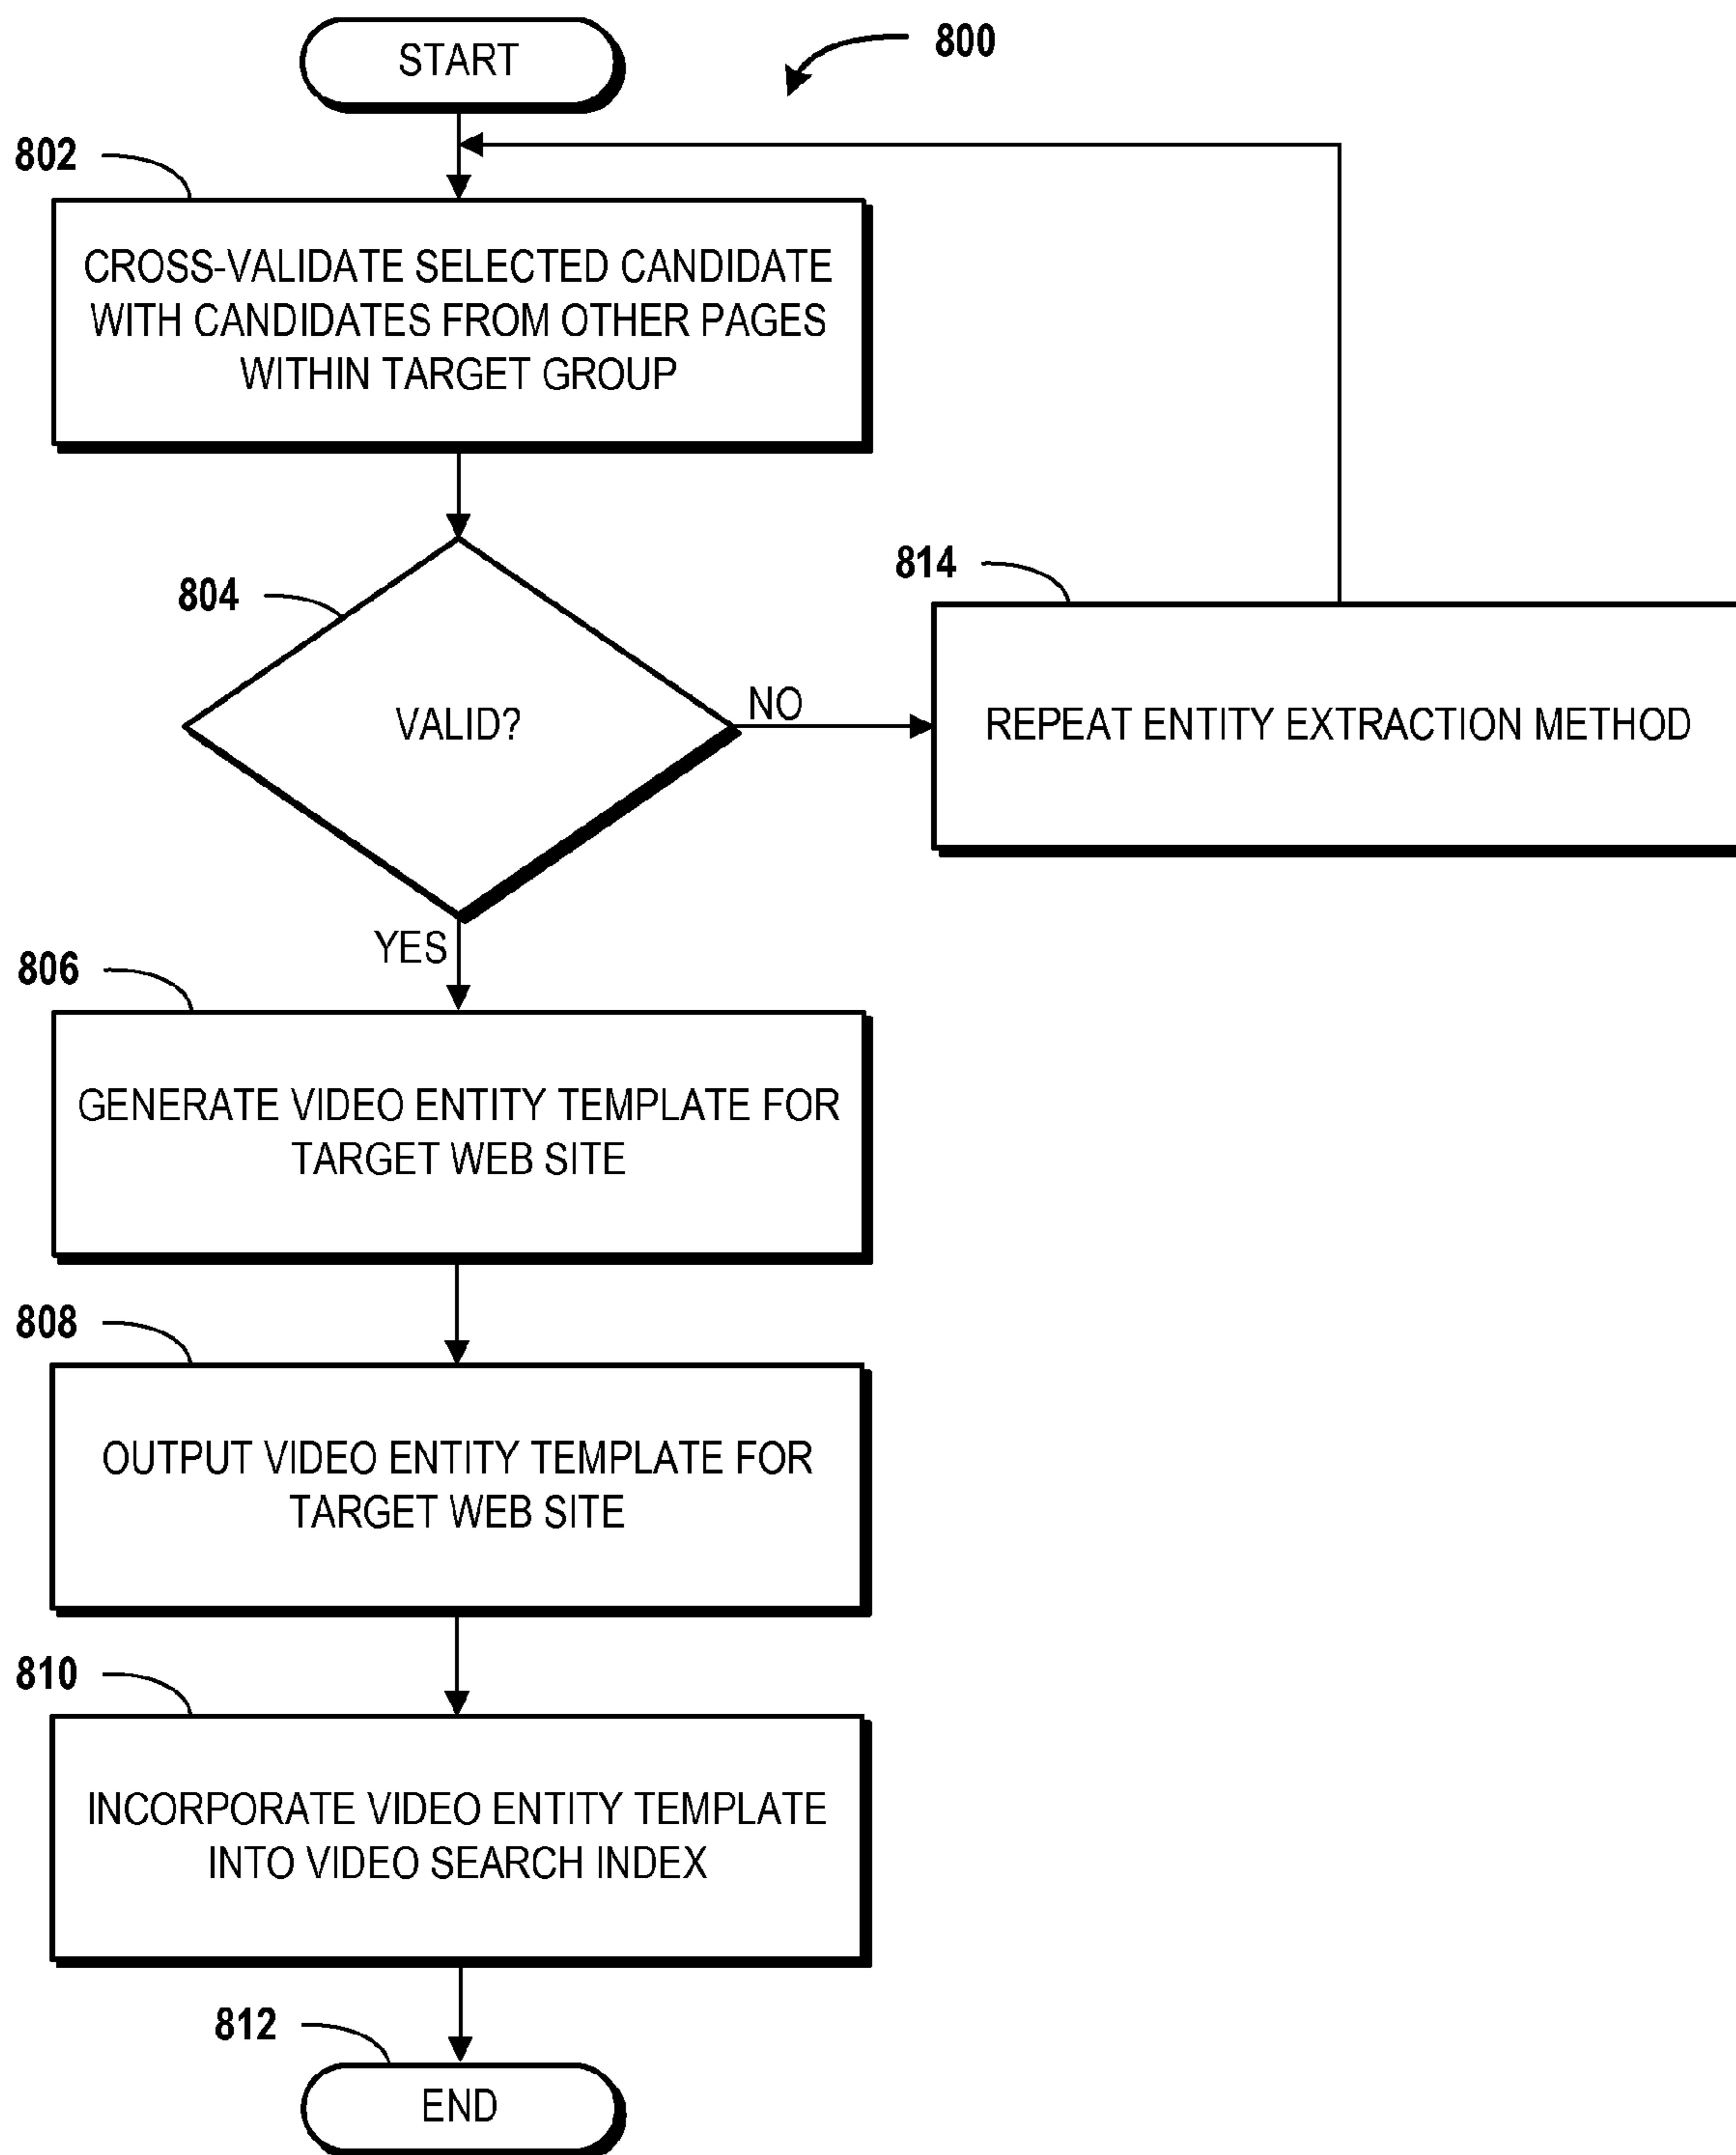 START
800
802
CROSS-VALIDATE SELECTED CANDIDATE
WITH CANDIDATES FROM OTHER PAGES
WITHIN TARGET GROUP
804
VALID?
NO
814
REPEAT ENTITY EXTRACTION METHOD
YES
806
GENERATE VIDEO ENTITY TEMPLATE FOR
TARGET WEB SITE
808
OUTPUT VIDEO ENTITY TEMPLATE FOR
TARGET WEB SITE
810
INCORPORATE VIDEO ENTITY TEMPLATE
INTO VIDEO SEARCH INDEX
812
END